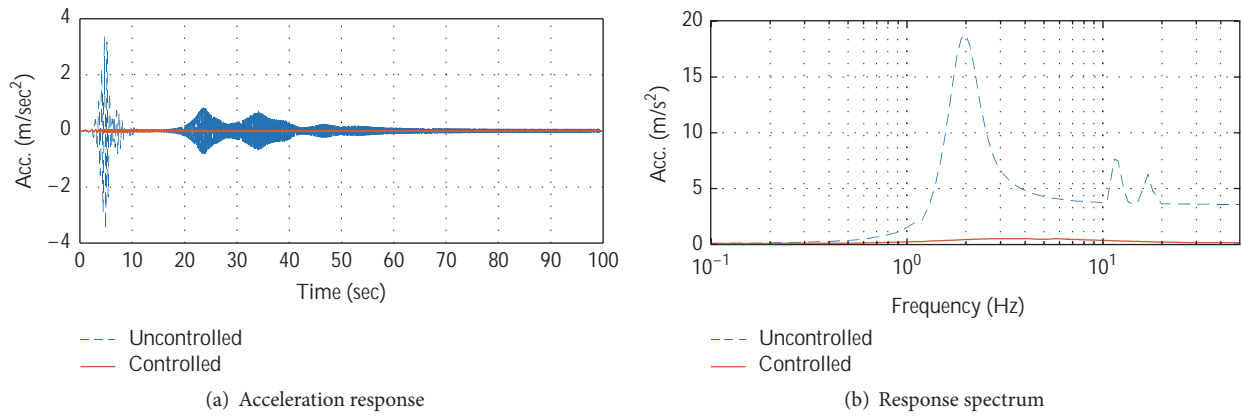 4
2
0
−2
−4
Acc. (m/sec²)
0 10 20 30 40 50 60 70 80 90 100
Time (sec)
Uncontrolled
Controlled
(a) Acceleration response
20
15
10
5
0
Acc. (m/s²)
10⁻¹ 10⁰ 10¹
Frequency (Hz)
Uncontrolled
Controlled
(b) Response spectrum